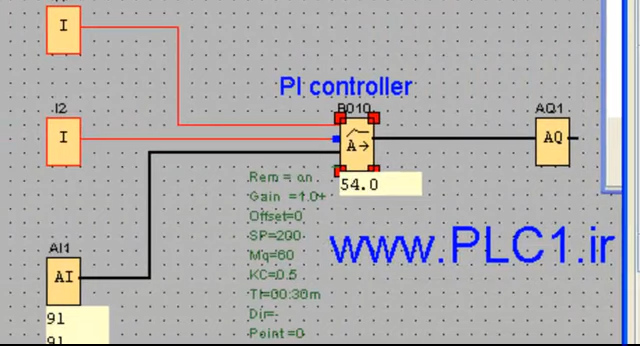 I
I2
I
PI controller
B010
A→
54.0
AQ1
AQ
Rem = on
Gain =1.0+
Offset=0
SP=200
Mq=60
KC=0.5
TI=00:30m
Dir=-
Point =0
www.PLC1.ir
AI1
AI
91
91